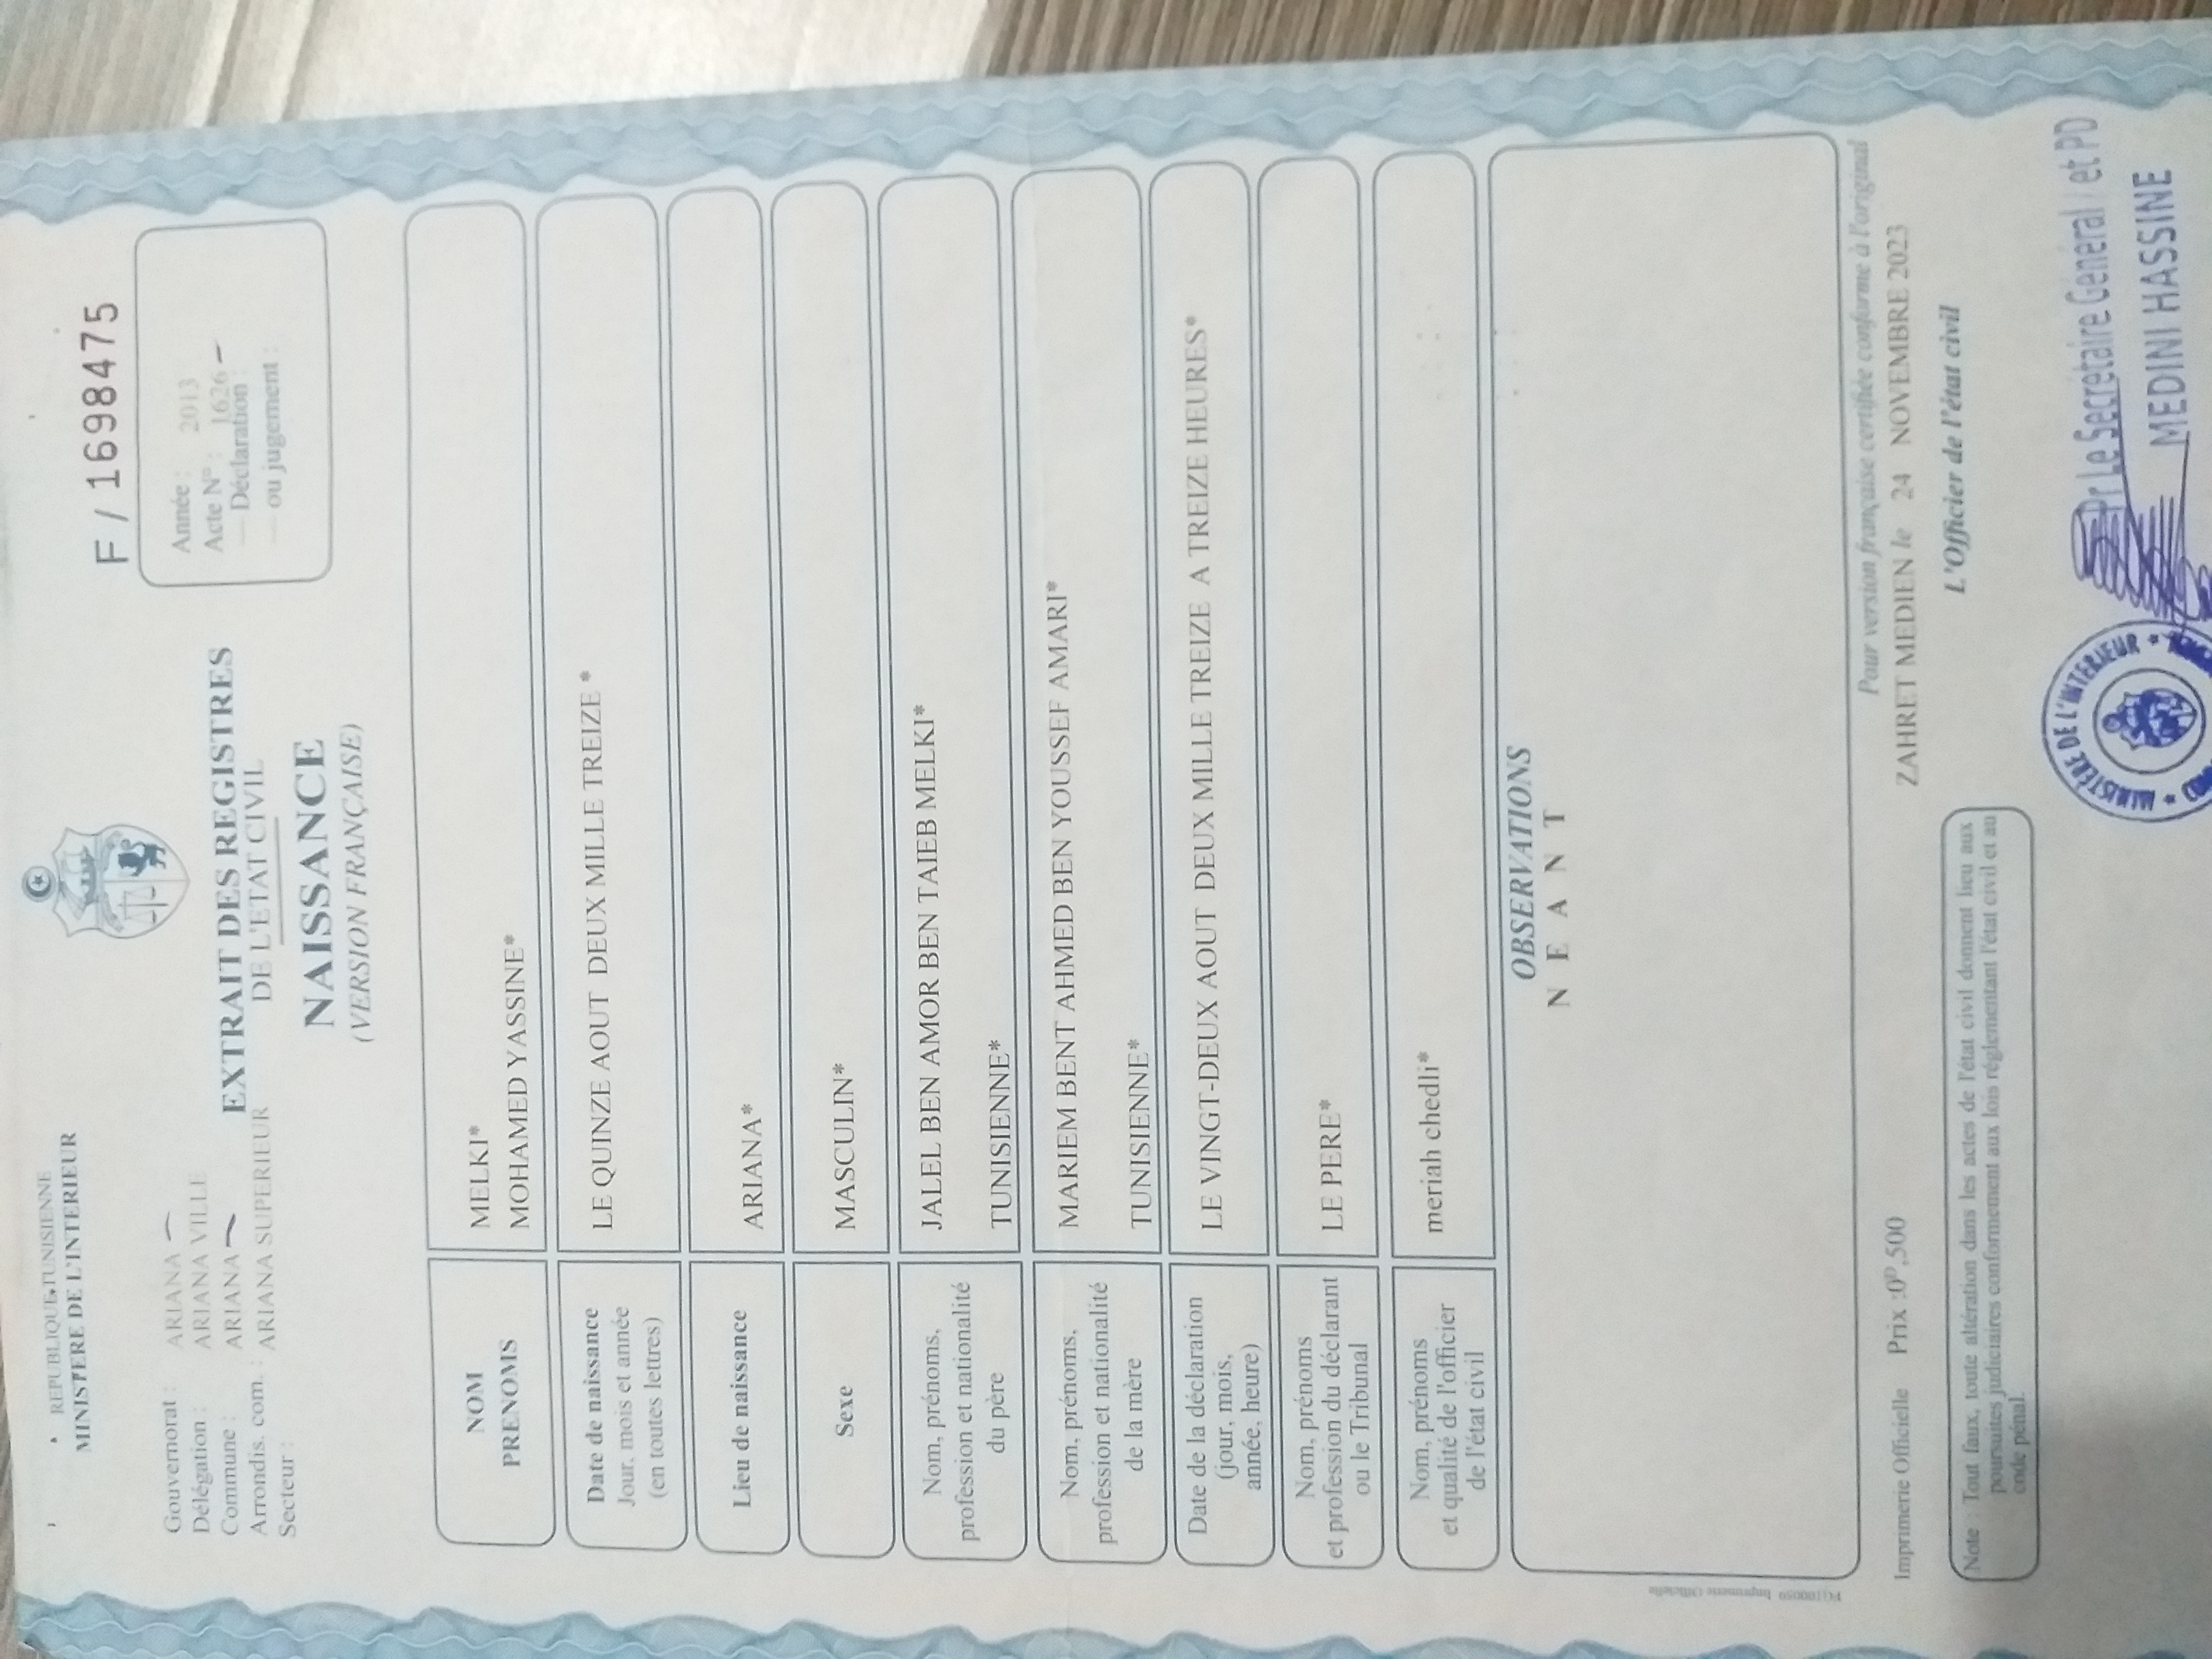 REPUBLIQUE TUNISIENNE
MINISTERE DE L'INTERIEUR
F / 1698475
Gouvernorat : ARIANA
Délégation : ARIANA VILLE
Commune : ARIANA
Arrondis. com. : ARIANA SUPERIEUR
Secteur :
EXTRAIT DES REGISTRES
DE L'ETAT CIVIL
NAISSANCE
(VERSION FRANÇAISE)
Année : 2013
Acte N° : 1626
— Déclaration :
— ou jugement :
NOM
PRENOMS
MELKI*
MOHAMED YASSINE*
Date de naissance
Jour, mois et année
(en toutes lettres)
LE QUINZE AOUT DEUX MILLE TREIZE *
Lieu de naissance
ARIANA*
Sexe
MASCULIN*
Nom, prénoms,
profession et nationalité
du père
JALEL BEN AMOR BEN TAIEB MELKI*
TUNISIENNE*
Nom, prénoms,
profession et nationalité
de la mère
MARIEM BENT AHMED BEN YOUSSEF AMARI*
TUNISIENNE*
Date de la déclaration
(jour, mois,
année, heure)
LE VINGT-DEUX AOUT DEUX MILLE TREIZE A TREIZE HEURES*
Nom, prénoms
et profession du déclarant
ou le Tribunal
LE PERE*
Nom, prénoms
et qualité de l'officier
de l'état civil
meriah chedli*
OBSERVATIONS
N E A N T
Imprimerie Officielle
Imprimerie Officielle Prix :0ᴰ,500
Pour version française certifiée conforme à l'original
ZAHRET MEDIEN le 24 NOVEMBRE 2023
L'Officier de l'état civil
Note : Tout faux, toute altération dans les actes de l'état civil donnent lieu aux
poursuites judiciaires conformement aux lois réglementant l'état civil et au
code pénal.
MINISTÈRE DE L'INTERIEUR
Pr Le Secrétaire Général et PD
MEDINI HASSINE